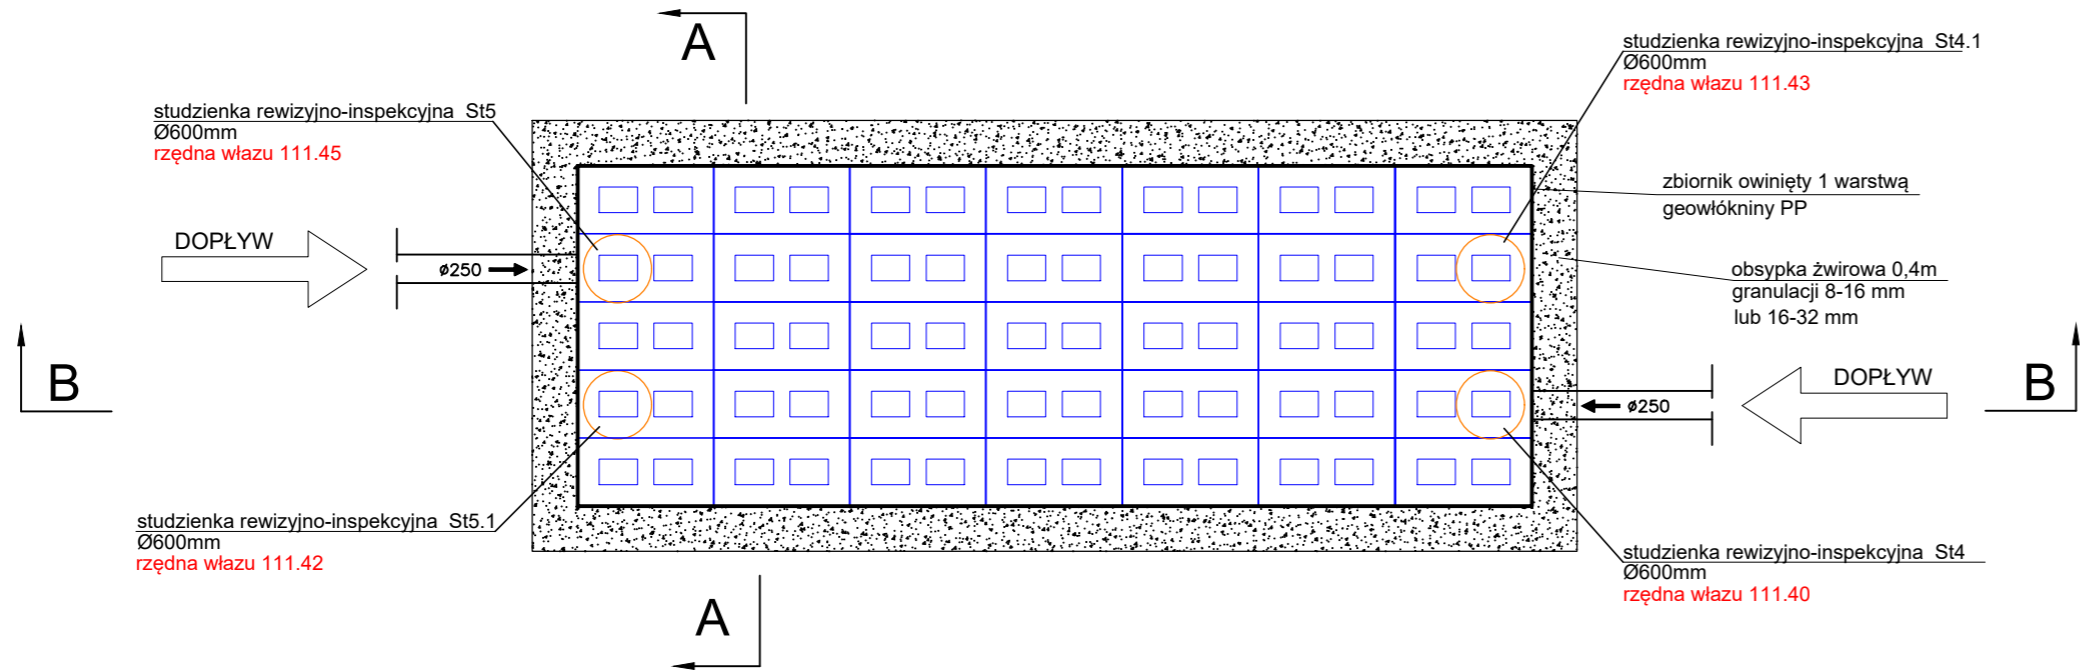 A
studzienka rewizyjno-inspekcyjna St4.1
Ø600mm
rzędna włazu 111.43
studzienka rewizyjno-inspekcyjna St5
Ø600mm
rzędna włazu 111.45
zbiornik owinięty 1 warstwą
geowłókniny PP
DOPŁYW
ø250
obsypka żwirowa 0,4m
granulacji 8-16 mm
lub 16-32 mm
B
DOPŁYW
ø250
B
studzienka rewizyjno-inspekcyjna St5.1
Ø600mm
rzędna włazu 111.42
studzienka rewizyjno-inspekcyjna St4
Ø600mm
rzędna włazu 111.40
A